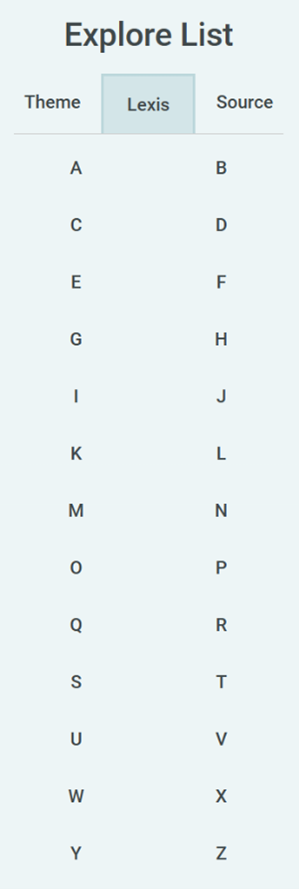 Explore List
Theme Lexis Source
A B
C D
E F
G H
I J
K L
M N
O P
Q R
S T
U V
W X
Y Z